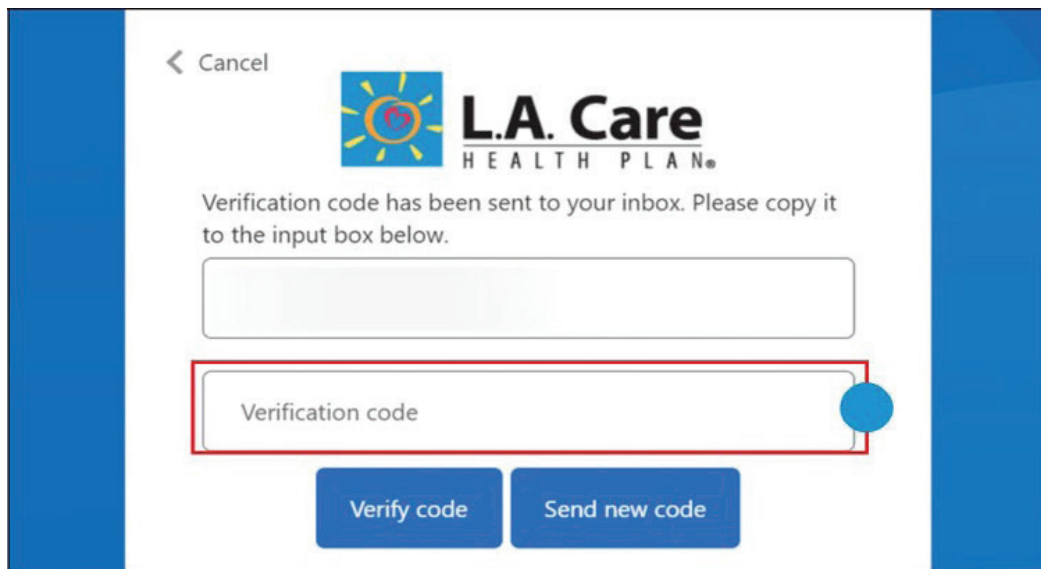 Cancel
L.A. Care
HEALTH PLAN®
Verification code has been sent to your inbox. Please copy it
to the input box below.
Verification code
Verify code
Send new code